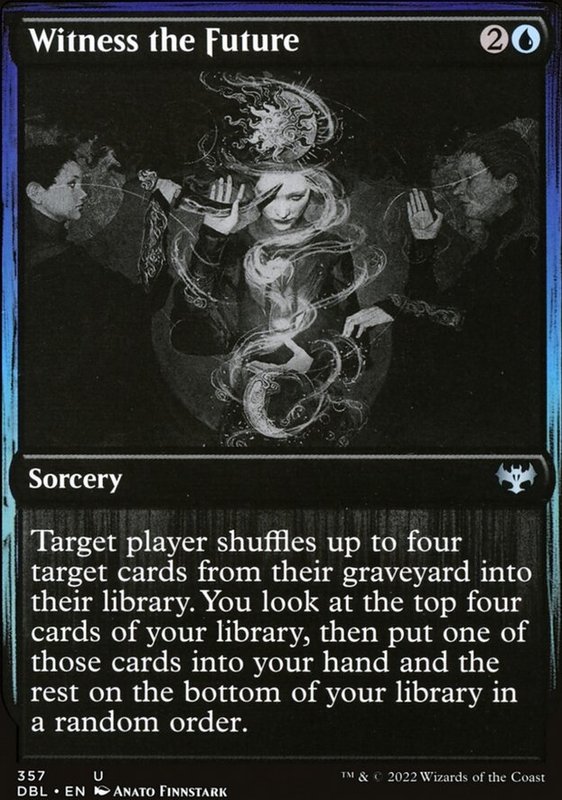 Witness the Future 2
Sorcery
Target player shuffles up to four
target cards from their graveyard into
their library. You look at the top four
cards of your library, then put one of
those cards into your hand and the
rest on the bottom of your library in
a random order.
357 U
DBL • EN ANATO FINNSTARK
™ & © 2022 Wizards of the Coast